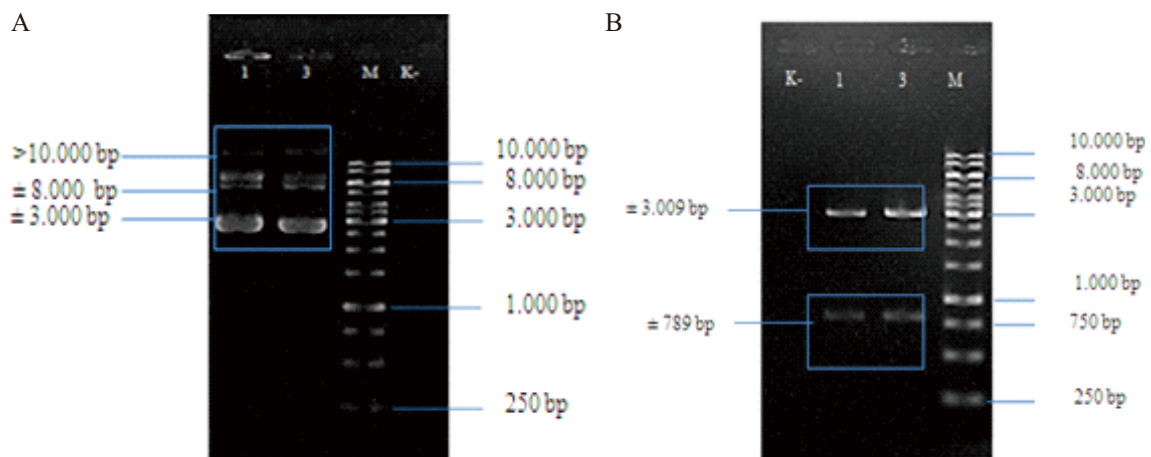 A
1 3 M K-
>10.000 bp
± 8.000 bp
± 3.000 bp
10.000 bp
8.000 bp
3.000 bp
1.000 bp
250 bp
B
K- 1 3 M
± 3.009 bp
± 789 bp
10.000 bp
8.000 bp
3.000 bp
1.000 bp
750 bp
250 bp